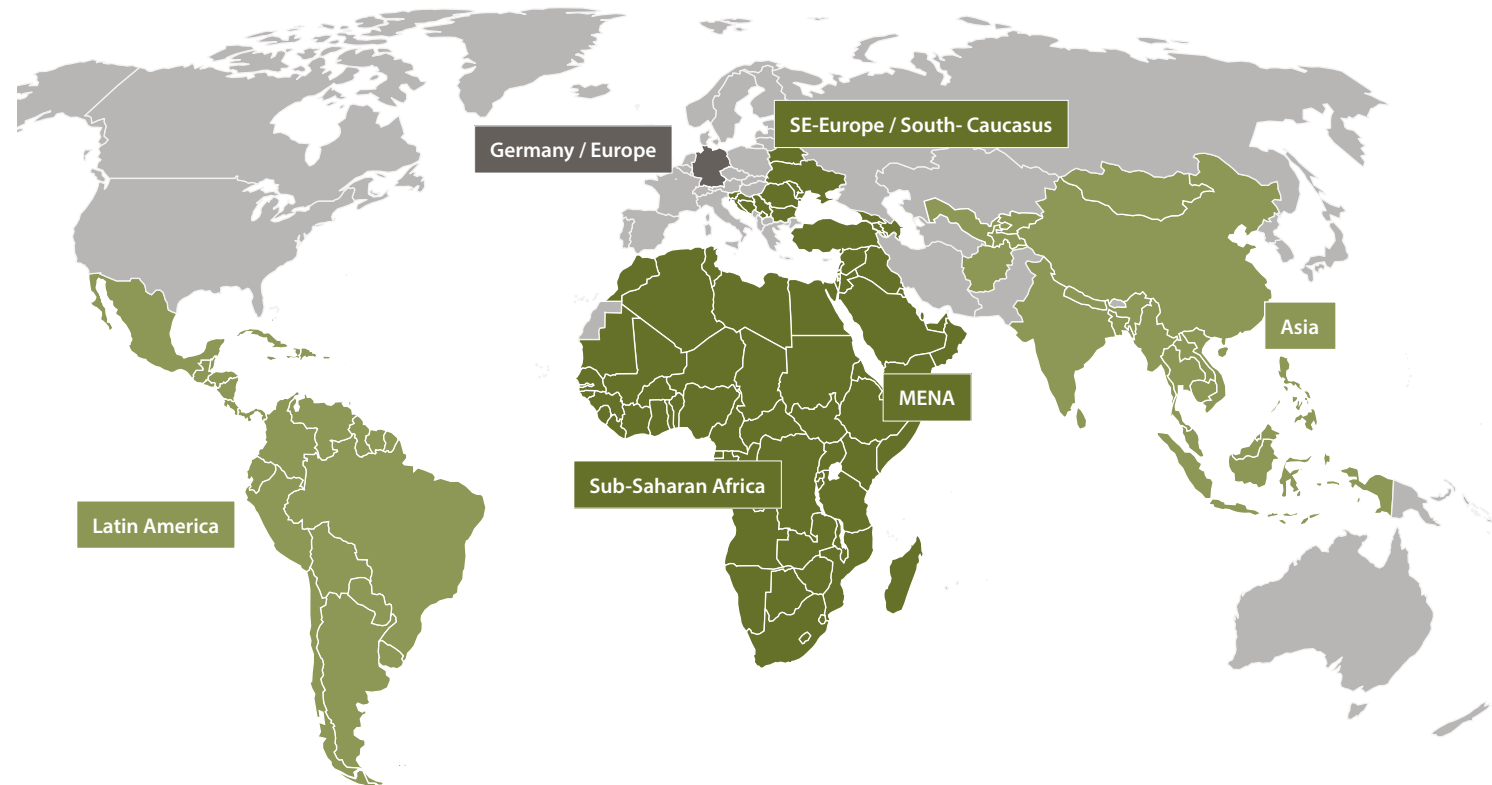 SE-Europe / South- Caucasus
Germany / Europe
Asia
MENA
Sub-Saharan Africa
Latin America